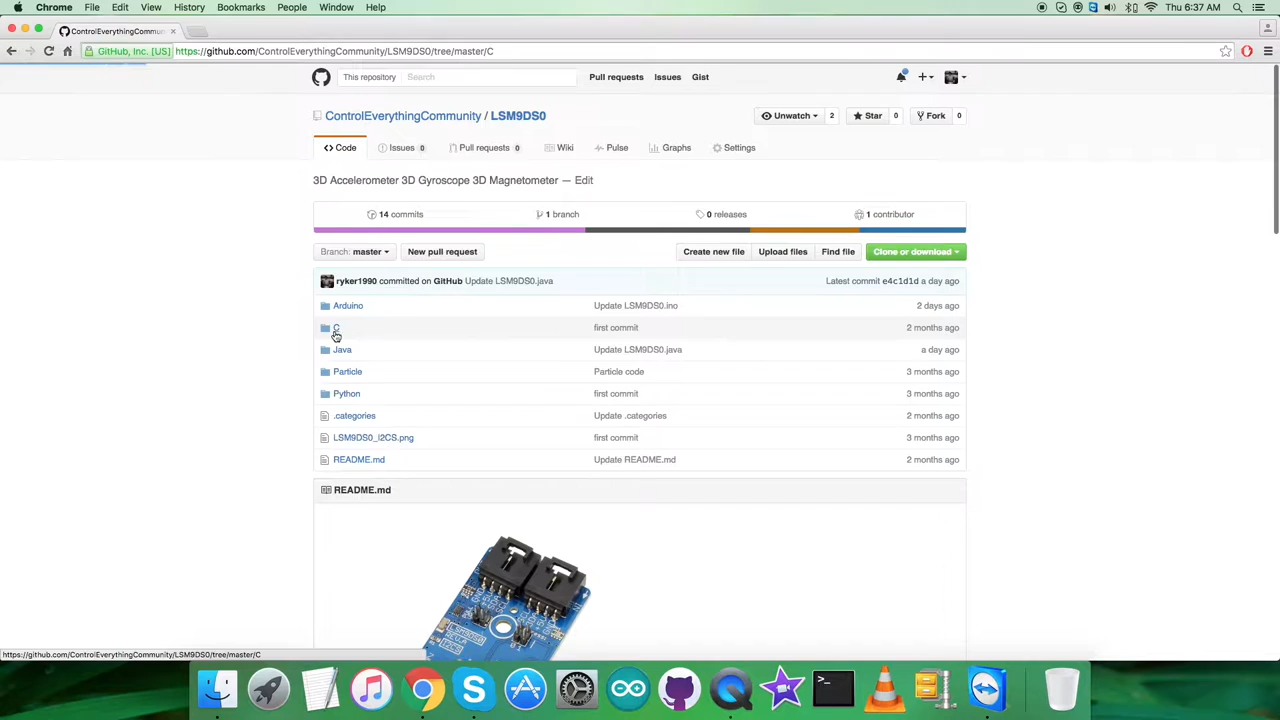 Chrome File Edit View History Bookmarks People Window Help Thu 6:37 AM
ControlEverythingCommuni
GitHub, Inc. [US] https://github.com/ControlEverythingCommunity/LSM9DS0/tree/master/C
This repository Search Pull requests Issues Gist
ControlEverythingCommunity / LSM9DS0 Unwatch 2 Star 0 Fork 0
Code Issues 0 Pull requests 0 Wiki Pulse Graphs Settings
3D Accelerometer 3D Gyroscope 3D Magnetometer — Edit
14 commits 1 branch 0 releases 1 contributor
Branch: master New pull request Create new file Upload files Find file Clone or download
ryker1990 committed on GitHub Update LSM9DS0.java Latest commit e4c1d1d a day ago
Arduino Update LSM9DS0.ino 2 days ago
C first commit 2 months ago
Java Update LSM9DS0.java a day ago
Particle Particle code 3 months ago
Python first commit 3 months ago
.categories Update .categories 2 months ago
LSM9DS0_I2CS.png first commit 3 months ago
README.md Update README.md 2 months ago
README.md
https://github.com/ControlEverythingCommunity/LSM9DS0/tree/master/C